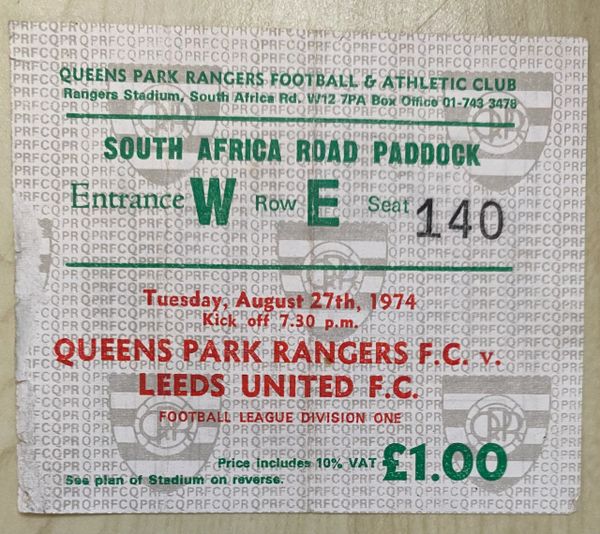 QUEENS PARK RANGERS FOOTBALL & ATHLETIC CLUB
Rangers Stadium, South Africa Rd. W12 7PA Box Office 01-743 3478
SOUTH AFRICA ROAD PADDOCK
Entrance W Row E Seat 140
Tuesday, August 27th, 1974
Kick off 7.30 p.m.
QUEENS PARK RANGERS F.C. v.
LEEDS UNITED F.C.
FOOTBALL LEAGUE DIVISION ONE
Price includes 10% VAT £1.00
See plan of Stadium on reverse.